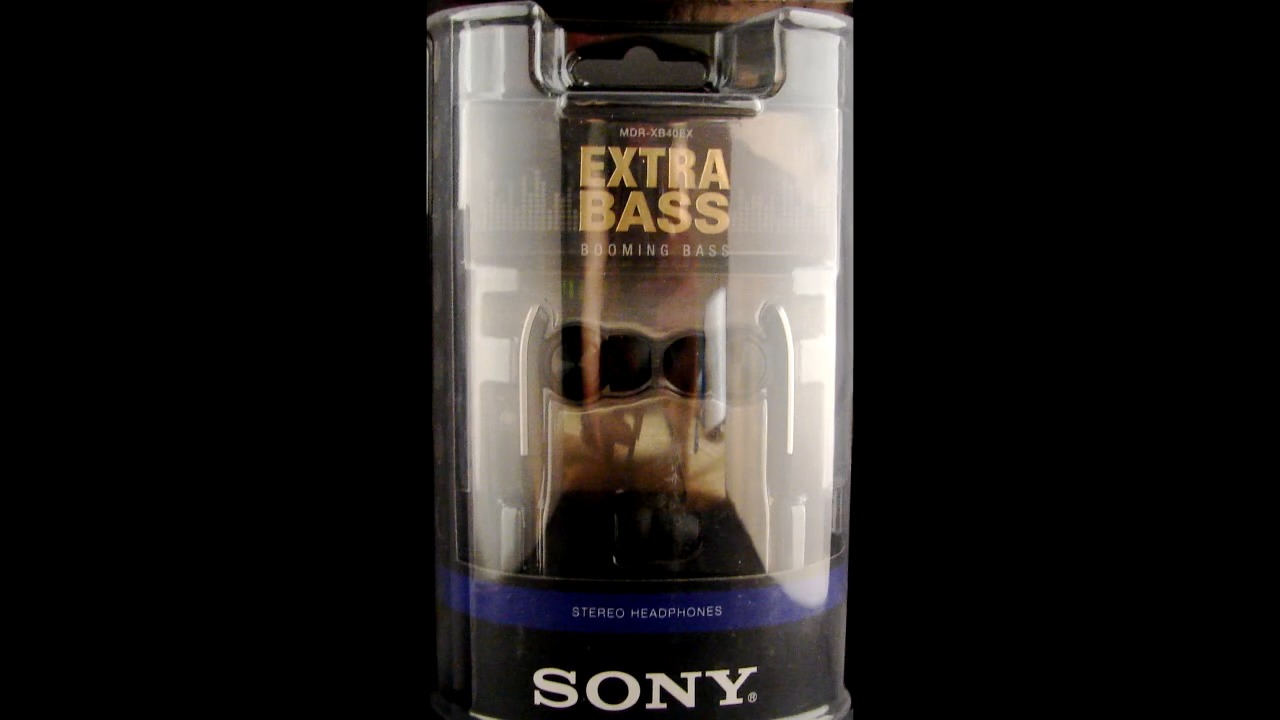 MDR-XB40EX
EXTRA
BASS
BOOMING BASS
STEREO HEADPHONES
SONY®